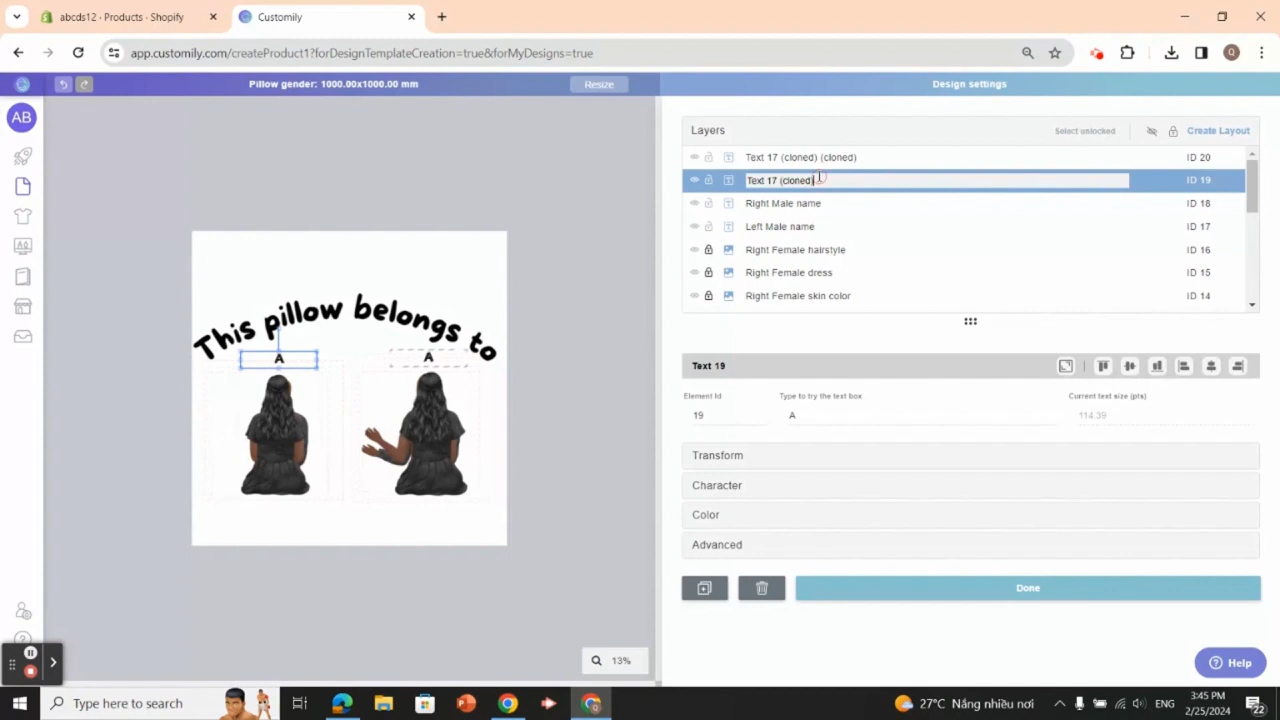 abcds12 · Products · Shopify
Customily
app.customily.com/createProduct1?forDesignTemplateCreation=true&forMyDesigns=true
Q
Pillow gender: 1000.00x1000.00 mm
Resize
Design settings
AB
Layers
Select unlocked
Create Layout
Text 17 (cloned) (cloned)
ID 20
Text 17 (cloned)
ID 19
Right Male name
ID 18
Left Male name
ID 17
Right Female hairstyle
ID 16
Right Female dress
ID 15
Right Female skin color
ID 14
This pillow belongs to
A
A
Text 19
Element Id
Type to try the text box
Current text size (pts)
19
A
114.39
Transform
Character
Color
Advanced
Done
13%
Help
Type here to search
27°C Nắng nhiều nơi
ENG
3:45 PM
2/25/2024
22